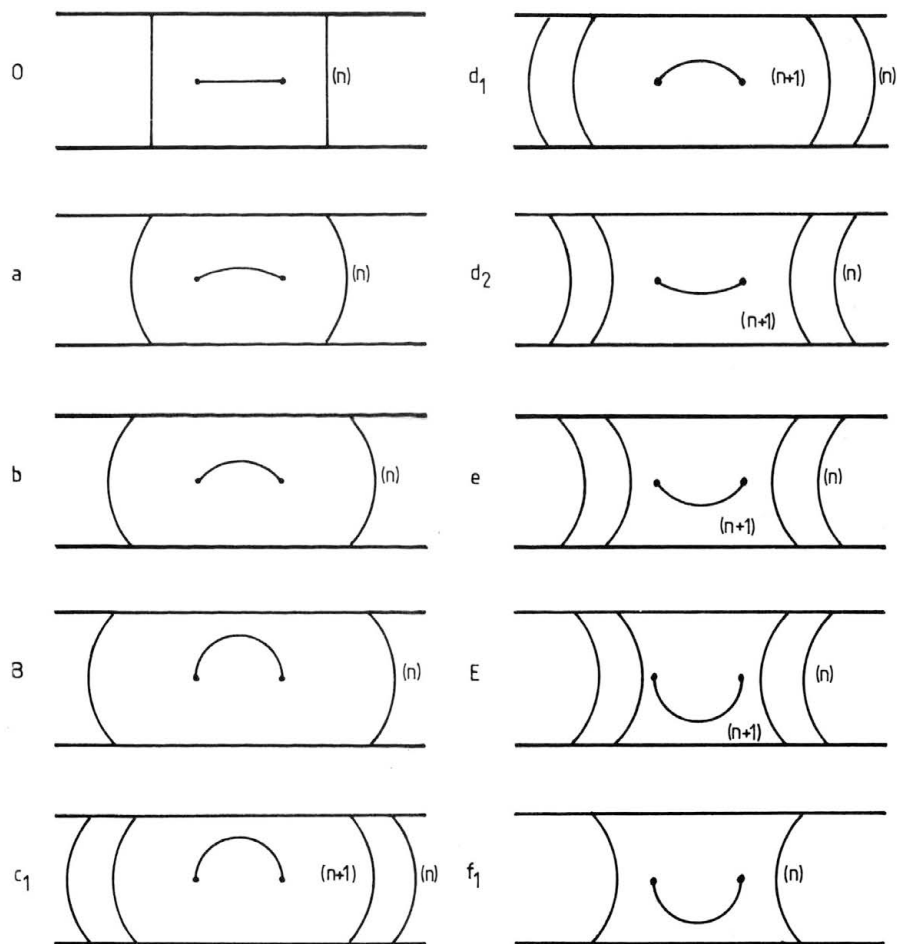 0 (n)
a (n)
b (n)
B (n)
c1 (n+1) (n)
d1 (n+1) (n)
d2 (n) (n+1)
e (n) (n+1)
E (n) (n+1)
f1 (n)